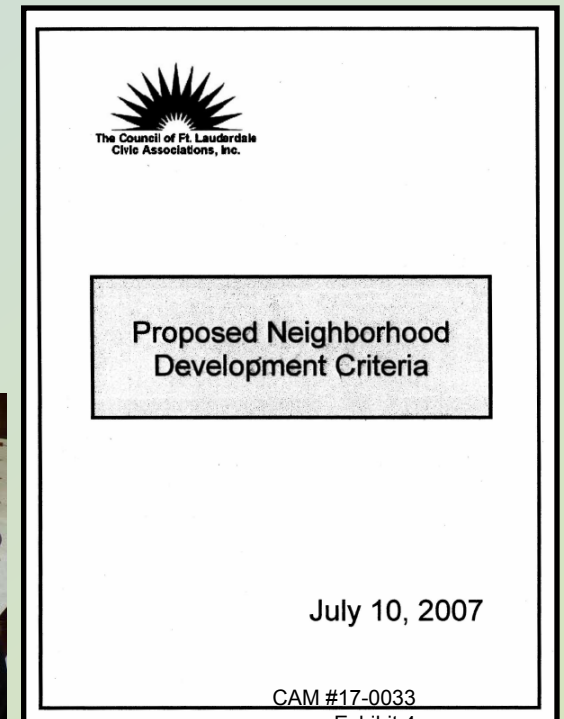 The Council of Ft. Lauderdale
Civic Associations, Inc.
Proposed Neighborhood
Development Criteria
July 10, 2007
CAM #17-0033